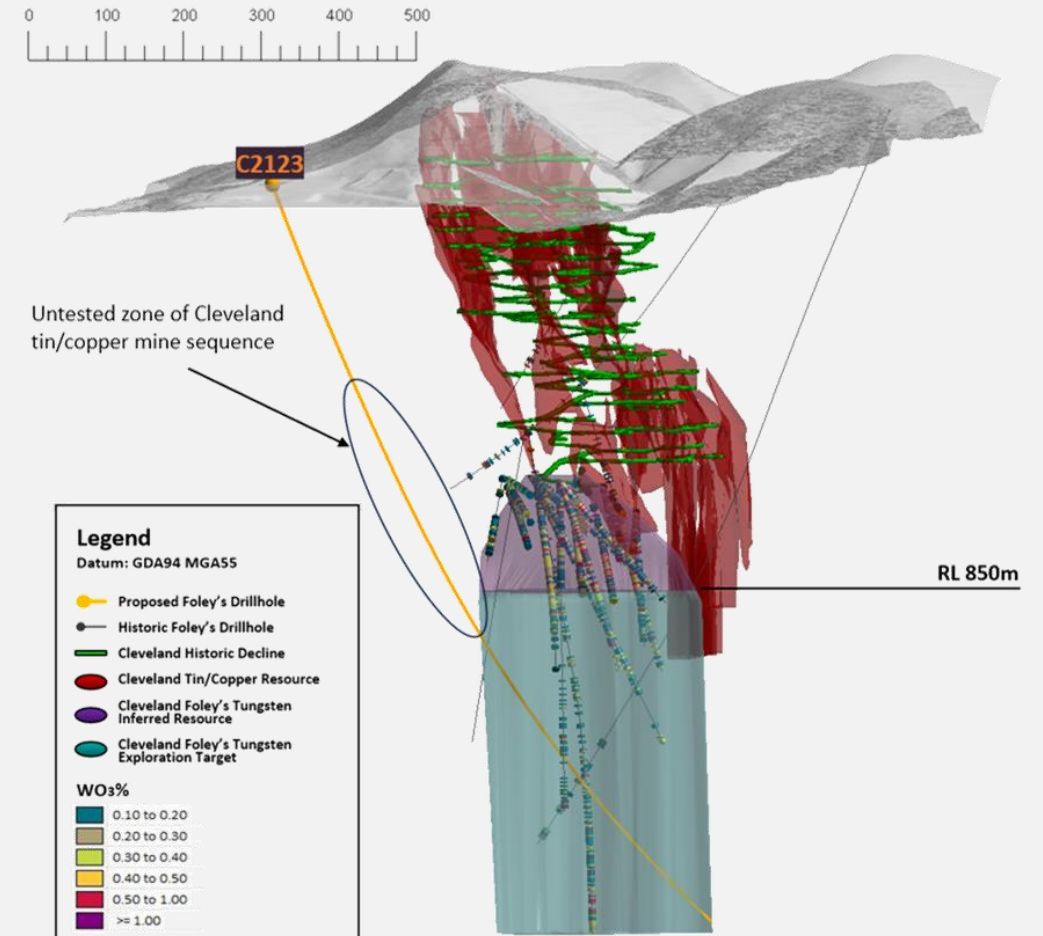 0 100 200 300 400 500
C2123
Untested zone of Cleveland
tin/copper mine sequence
RL 850m
Legend
Datum: GDA94 MGA55
Proposed Foley's Drillhole
Historic Foley's Drillhole
Cleveland Historic Decline
Cleveland Tin/Copper Resource
Cleveland Foley's Tungsten
Inferred Resource
Cleveland Foley's Tungsten
Exploration Target
WO₃%
0.10 to 0.20
0.20 to 0.30
0.30 to 0.40
0.40 to 0.50
0.50 to 1.00
>= 1.00